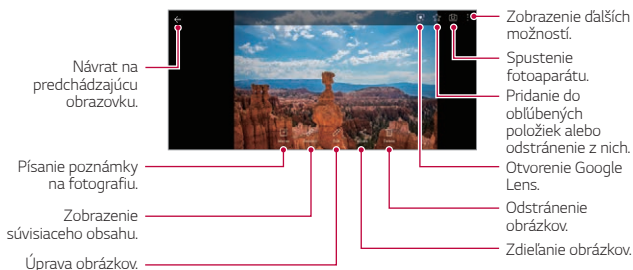 Návrat na
predchádzajúcu
obrazovku.
Písanie poznámky
na fotografiu.
Zobrazenie
súvisiaceho obsahu.
Úprava obrázkov.
Zobrazenie ďalších
možností.
Spustenie
fotoaparátu.
Pridanie do
obľúbených
položiek alebo
odstránenie z nich.
Otvorenie Google
Lens.
Odstránenie
obrázkov.
Zdieľanie obrázkov.